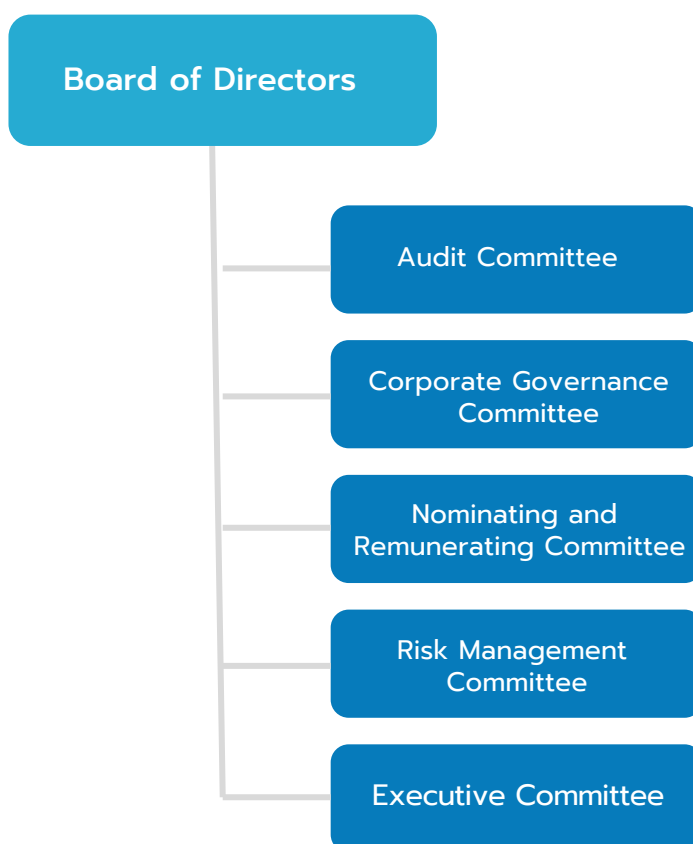 Board of Directors
Audit Committee
Corporate Governance
Committee
Nominating and
Remunerating Committee
Risk Management
Committee
Executive Committee